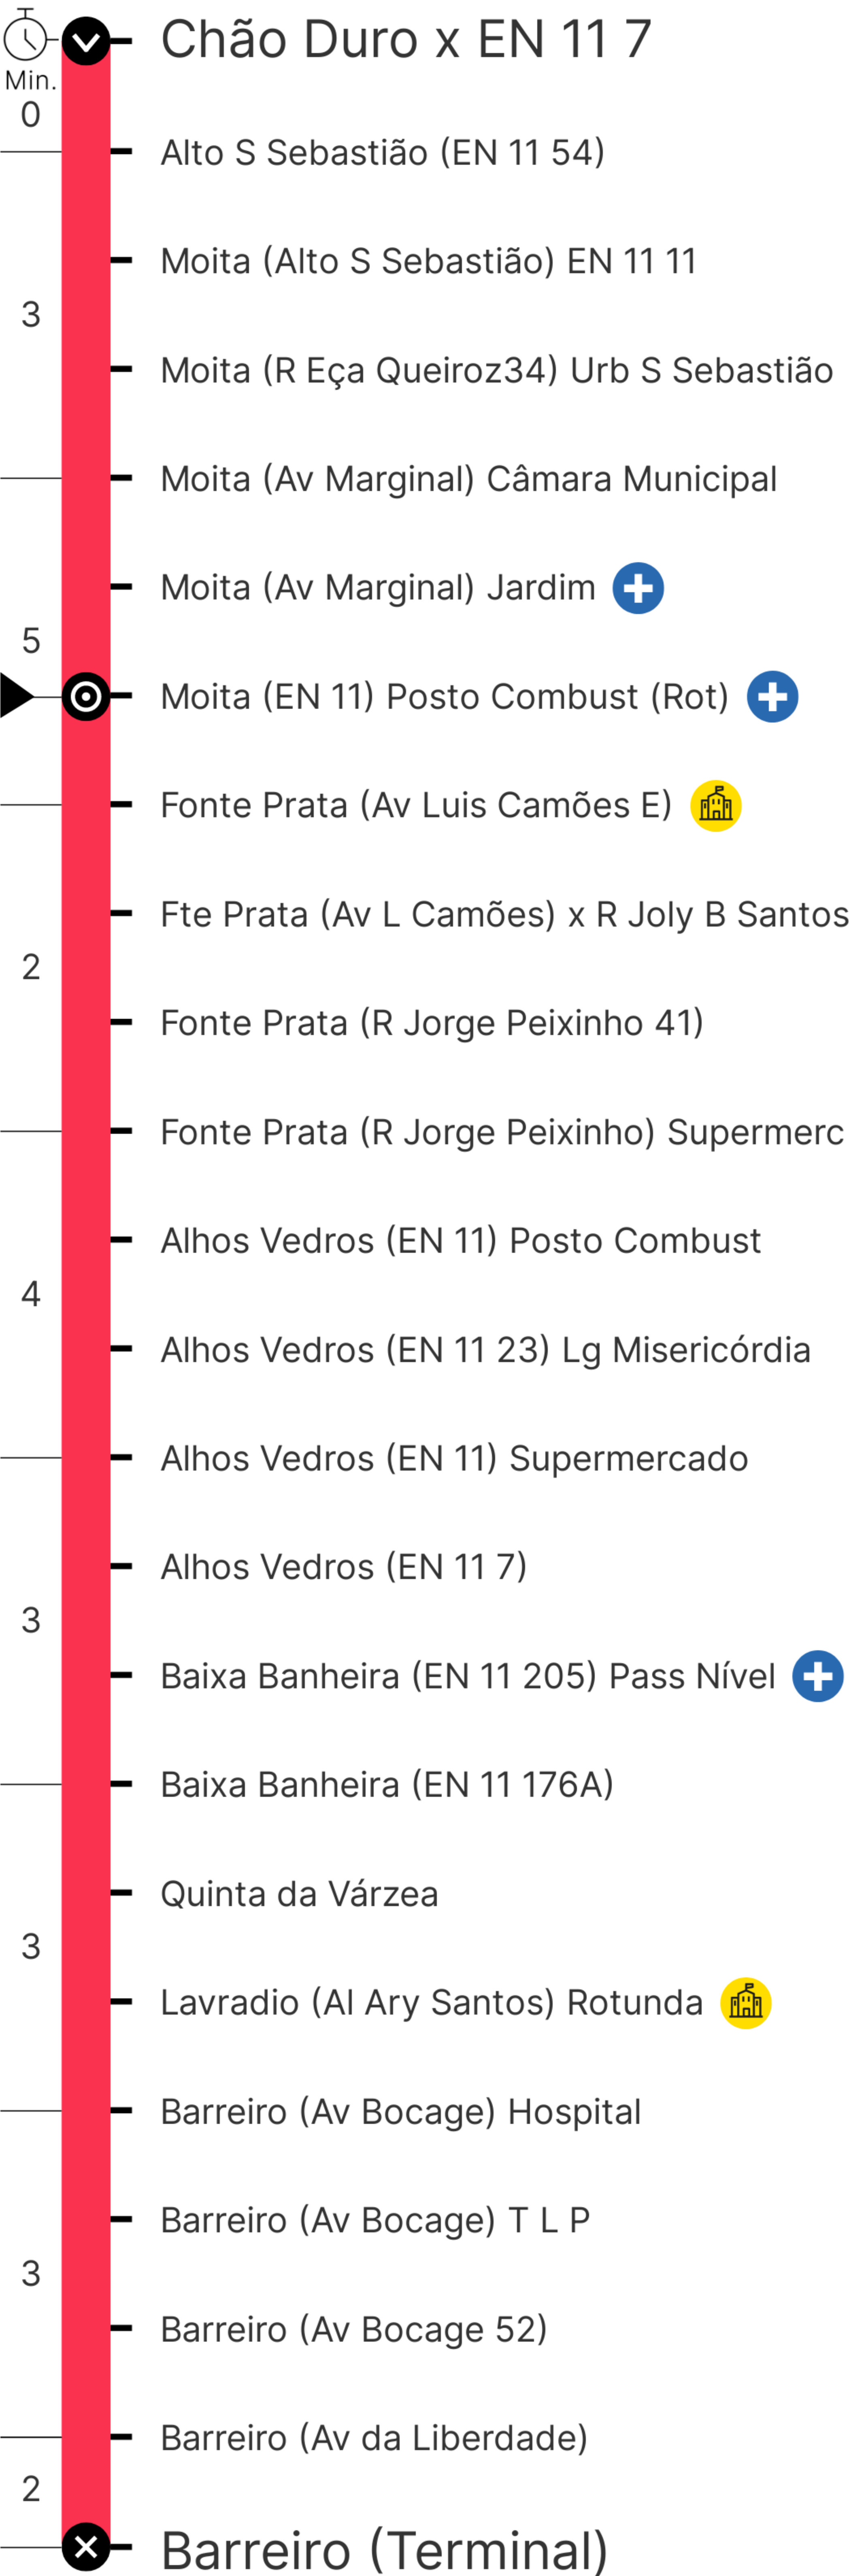 Chão Duro x EN 11 7
Min.
0
Alto S Sebastião (EN 11 54)
Moita (Alto S Sebastião) EN 11 11
3
Moita (R Eça Queiroz34) Urb S Sebastião
Moita (Av Marginal) Câmara Municipal
Moita (Av Marginal) Jardim
5
Moita (EN 11) Posto Combust (Rot)
Fonte Prata (Av Luis Camões E)
Fte Prata (Av L Camões) x R Joly B Santos
2
Fonte Prata (R Jorge Peixinho 41)
Fonte Prata (R Jorge Peixinho) Supermerc
Alhos Vedros (EN 11) Posto Combust
4
Alhos Vedros (EN 11 23) Lg Misericórdia
Alhos Vedros (EN 11) Supermercado
Alhos Vedros (EN 11 7)
3
Baixa Banheira (EN 11 205) Pass Nível
Baixa Banheira (EN 11 176A)
Quinta da Várzea
3
Lavradio (Al Ary Santos) Rotunda
Barreiro (Av Bocage) Hospital
Barreiro (Av Bocage) T L P
3
Barreiro (Av Bocage 52)
Barreiro (Av da Liberdade)
2
Barreiro (Terminal)